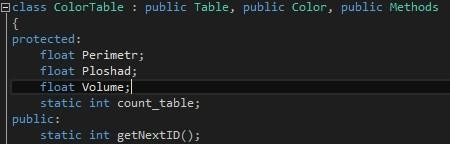 class ColorTable : public Table, public Color, public Methods
{
protected:
float Perimetr;
float Ploshad;
float Volume;
static int count_table;
public:
static int getNextID();